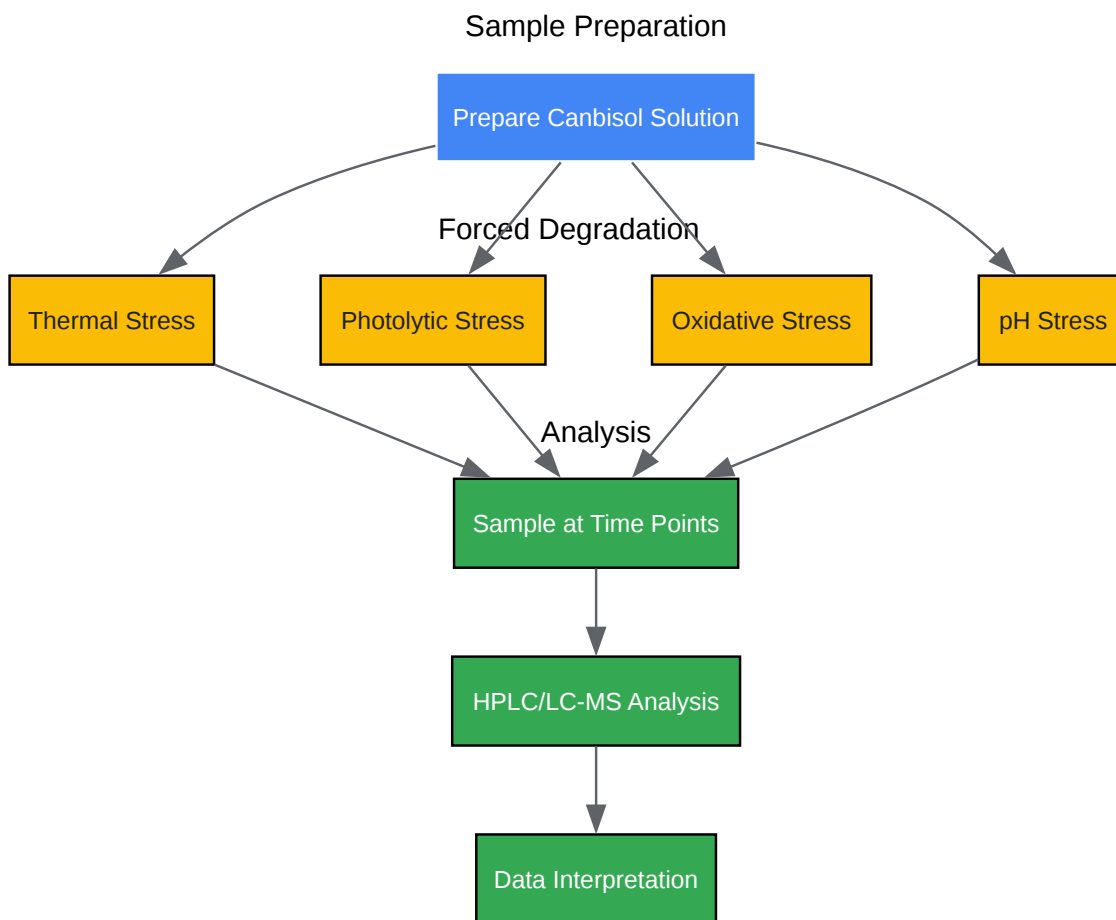 Sample Preparation
Prepare Canbisol Solution
Forced Degradation
Thermal Stress
Photolytic Stress
Oxidative Stress
pH Stress
Analysis
Sample at Time Points
HPLC/LC-MS Analysis
Data Interpretation